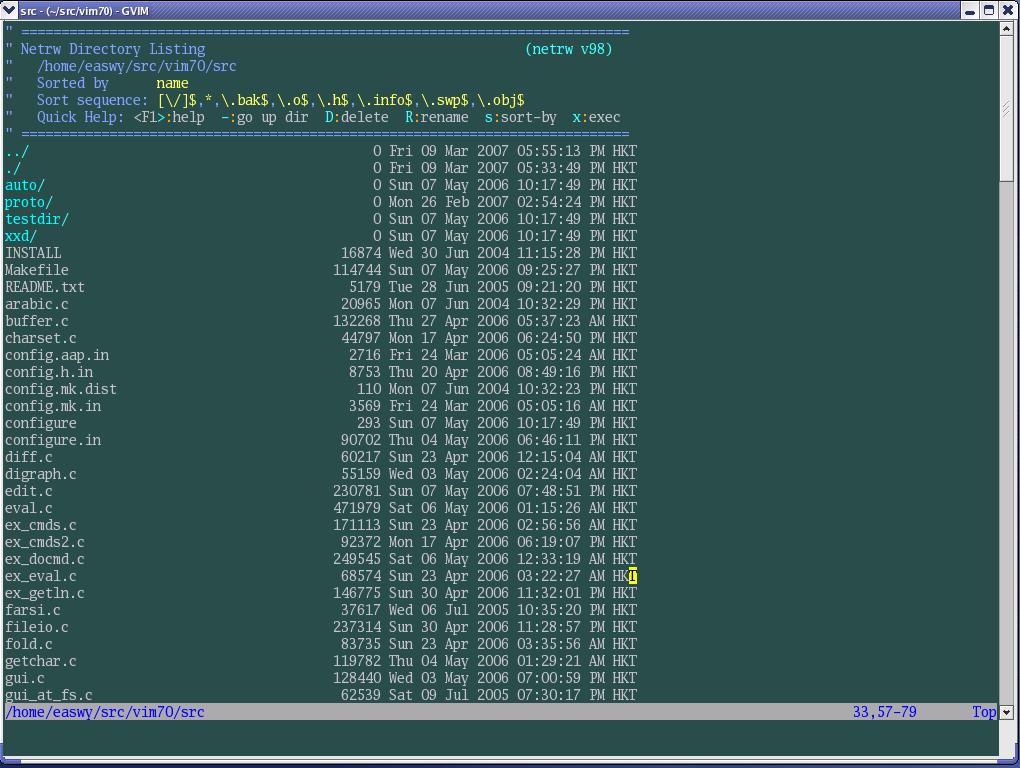 src - (~/src/vim70) - GVIM
" ============================================================================
" Netrw Directory Listing                                        (netrw v98)
"   /home/easwy/src/vim70/src
"   Sorted by      name
"   Sort sequence: [\/]$,*,\.bak$,\.o$,\.h$,\.info$,\.swp$,\.obj$
"   Quick Help: <F1>:help  -:go up dir  D:delete  R:rename  s:sort-by  x:exec
" ============================================================================
../                                           0 Fri 09 Mar 2007 05:55:13 PM HKT
./                                            0 Fri 09 Mar 2007 05:33:49 PM HKT
auto/                                         0 Sun 07 May 2006 10:17:49 PM HKT
proto/                                        0 Mon 26 Feb 2007 02:54:24 PM HKT
testdir/                                      0 Sun 07 May 2006 10:17:49 PM HKT
xxd/                                          0 Sun 07 May 2006 10:17:49 PM HKT
INSTALL                                   16874 Wed 30 Jun 2004 11:15:28 PM HKT
Makefile                                 114744 Sun 07 May 2006 09:25:27 PM HKT
README.txt                                 5179 Tue 28 Jun 2005 09:21:20 PM HKT
arabic.c                                  20965 Mon 07 Jun 2004 10:32:29 PM HKT
buffer.c                                 132268 Thu 27 Apr 2006 05:37:23 AM HKT
charset.c                                 44797 Mon 17 Apr 2006 06:24:50 PM HKT
config.aap.in                              2716 Fri 24 Mar 2006 05:05:24 AM HKT
config.h.in                                8753 Thu 20 Apr 2006 08:49:16 PM HKT
config.mk.dist                              110 Mon 07 Jun 2004 10:32:23 PM HKT
config.mk.in                               3569 Fri 24 Mar 2006 05:05:16 AM HKT
configure                                   293 Sun 07 May 2006 10:17:49 PM HKT
configure.in                              90702 Thu 04 May 2006 06:46:11 PM HKT
diff.c                                    60217 Sun 23 Apr 2006 12:15:04 AM HKT
digraph.c                                 55159 Wed 03 May 2006 02:24:04 AM HKT
edit.c                                   230781 Sun 07 May 2006 07:48:51 PM HKT
eval.c                                   471979 Sat 06 May 2006 01:15:26 AM HKT
ex_cmds.c                                171113 Sun 23 Apr 2006 02:56:56 AM HKT
ex_cmds2.c                                92372 Mon 17 Apr 2006 06:19:07 PM HKT
ex_docmd.c                               249545 Sat 06 May 2006 12:33:19 AM HKT
ex_eval.c                                 68574 Sun 23 Apr 2006 03:22:27 AM HKT
ex_getln.c                               146775 Sun 30 Apr 2006 11:32:01 PM HKT
farsi.c                                   37617 Wed 06 Jul 2005 10:35:20 PM HKT
fileio.c                                 237314 Sun 30 Apr 2006 11:28:57 PM HKT
fold.c                                    83735 Sun 23 Apr 2006 03:35:56 AM HKT
getchar.c                                119782 Thu 04 May 2006 01:29:21 AM HKT
gui.c                                    128440 Wed 03 May 2006 07:00:59 PM HKT
gui_at_fs.c                               62539 Sat 09 Jul 2005 07:30:17 PM HKT
/home/easwy/src/vim70/src                                                                 33,57-79       Top